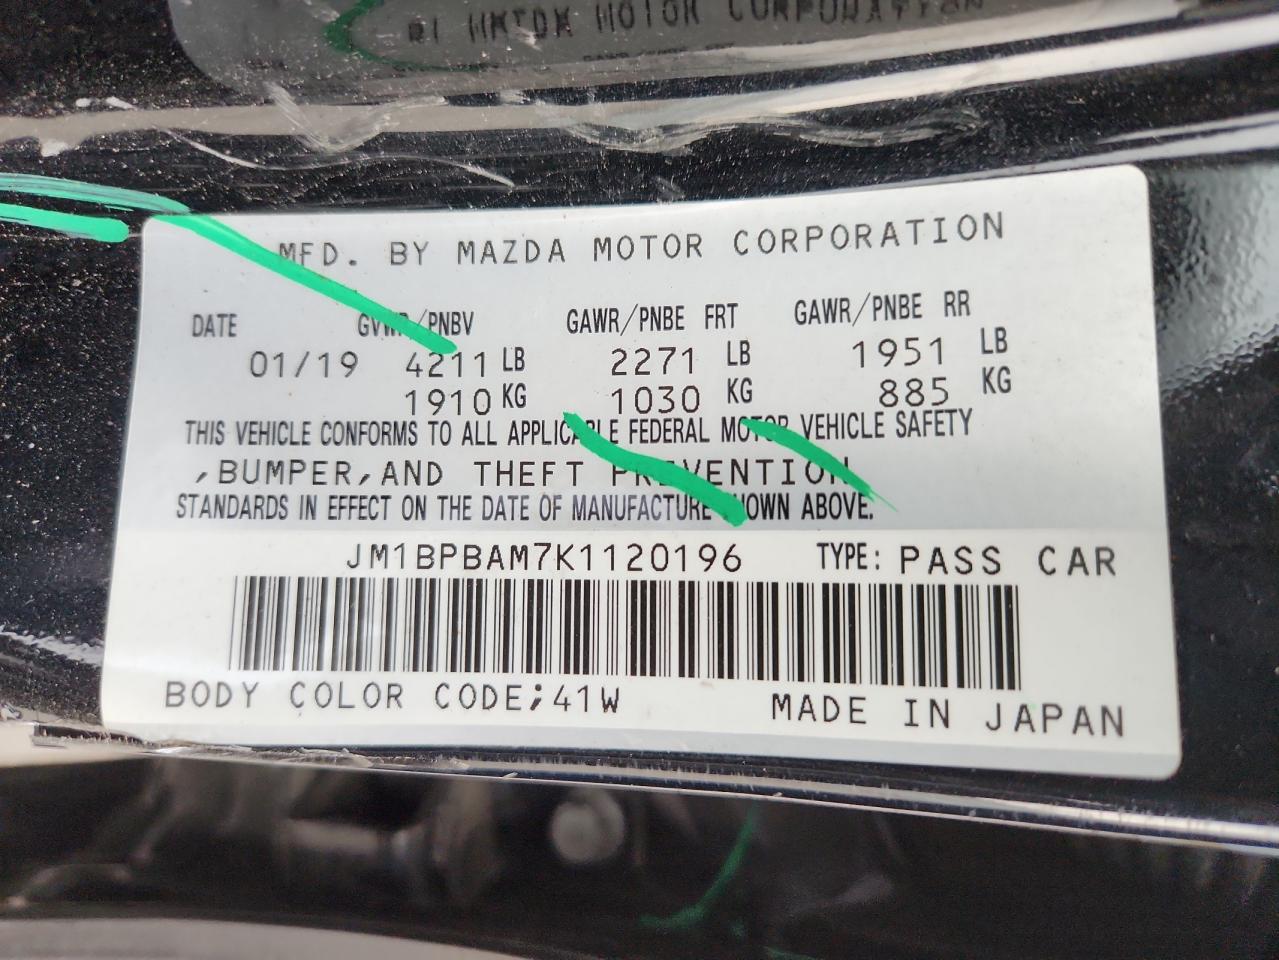 MOTOR CORPORATION
MFD. BY MAZDA MOTOR CORPORATION
DATE GVWR/PNBV GAWR/PNBE FRT GAWR/PNBE RR
01/19 4211 LB 2271 LB 1951 LB
1910 KG 1030 KG 885 KG
THIS VEHICLE CONFORMS TO ALL APPLICABLE FEDERAL MOTOR VEHICLE SAFETY
,BUMPER,AND THEFT PREVENTION
STANDARDS IN EFFECT ON THE DATE OF MANUFACTURE SHOWN ABOVE.
JM1BPBAM7K1120196 TYPE: PASS CAR
BODY COLOR CODE;41W MADE IN JAPAN